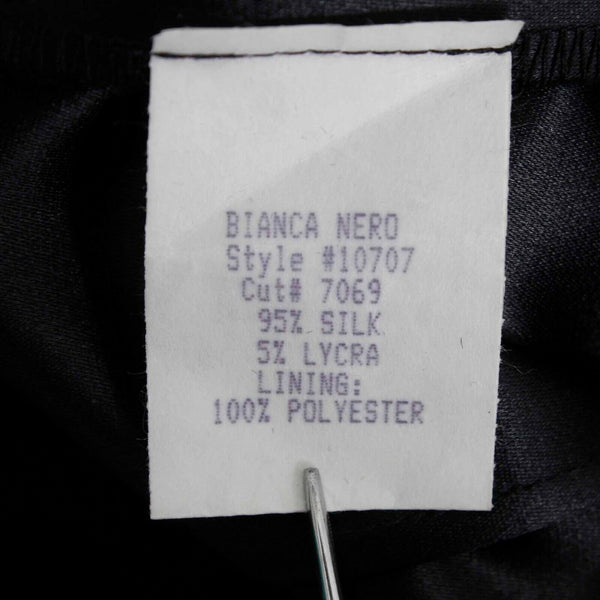 BIANCA NERO
Style #10707
Cut# 7069
95% SILK
5% LYCRA
LINING:
100% POLYESTER